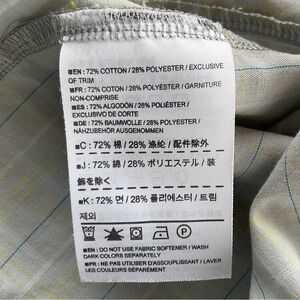 ■EN : 72% COTTON / 28% POLYESTER / EXCLUSIVE
OF TRIM
■FR : 72% COTON / 28% POLYESTER / GARNITURE
NON-COMPRISE
■ES : 72% ALGODÓN / 28% POLIÉSTER /
EXCLUSIVO DE CORTE
■DE : 72% BAUMWOLLE / 28% POLYESTER /
NÄHZUBEHÖR AUSGENOMMEN
■C : 72% 棉 / 28% 涤纶 / 配件除外
■J : 72% 綿 / 28% ポリエステル / 装
飾を除く
■K : 72% 면 / 28% 폴리에스터 / 트림
제외
■EN : DO NOT USE FABRIC SOFTENER / WASH
DARK COLORS SEPARATELY
■FR : NE PAS UTILISER D'ASSOUPLISSANT / LAVER
LES COULEURS SÉPARÉMENT